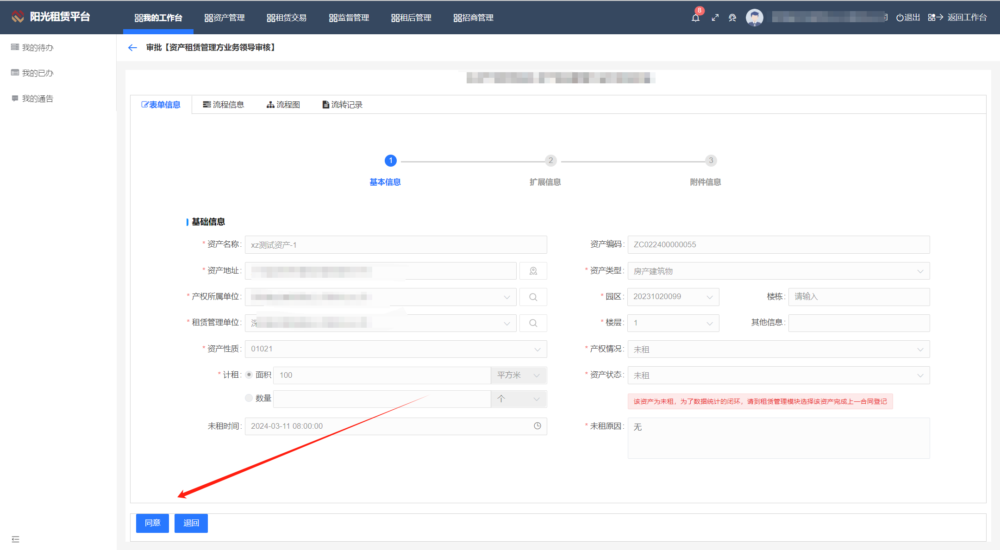 阳光租赁平台
我的工作台 资产管理 租赁交易 监督管理 租后管理 招商管理
8
退出 返回工作台
我的待办
我的已办
我的通告
审批【资产租赁管理方业务领导审核】
表单信息 流程信息 流程图 流转记录
1 2 3
基本信息 扩展信息 附件信息
基础信息
* 资产名称: xz测试资产-1 资产编码: ZC022400000055
* 资产地址: * 资产类型: 房产建筑物
* 产权所属单位: * 园区: 20231020099 楼栋: 请输入
* 租赁管理单位: 深 * 楼层: 1 其他信息:
* 资产性质: 01021 * 产权情况: 未租
* 计租: 面积 100 平方米 * 资产状态: 未租
数量 个 该资产为未租，为了数据统计的闭环，请到租赁管理模块选择该资产完成上一合同登记
未租时间: 2024-03-11 08:00:00 * 未租原因: 无
同意 退回